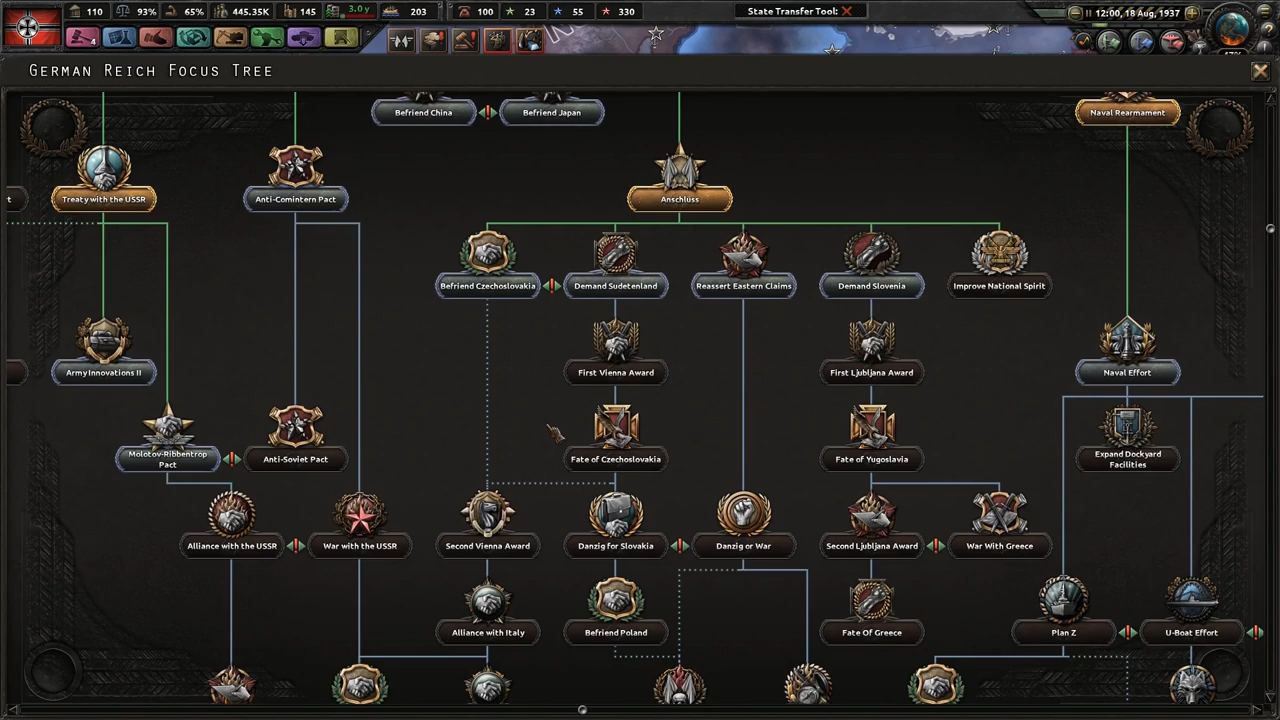 110 93% 65% 445.35K 145 3.0 y 203 100 23 55 330 State Transfer Tool: 12:00, 18 Aug, 1937
4
47%
German Reich Focus Tree
Befriend China Befriend Japan Naval Rearmament
Treaty with the USSR Anti-Comintern Pact Anschluss
Befriend Czechoslovakia Demand Sudetenland Reassert Eastern Claims Demand Slovenia Improve National Spirit
Army Innovations II First Vienna Award First Ljubljana Award Naval Effort
Molotov-Ribbentrop
Pact
Anti-Soviet Pact Fate of Czechoslovakia Fate of Yugoslavia
Expand Dockyard
Facilities
Alliance with the USSR War with the USSR Second Vienna Award Danzig for Slovakia Danzig or War Second Ljubljana Award War With Greece
Alliance with Italy Befriend Poland Fate Of Greece Plan Z U-Boat Effort